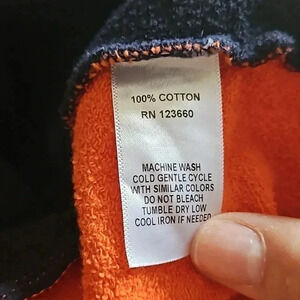 100% COTTON
RN 123660
MACHINE WASH
COLD GENTLE CYCLE
WITH SIMILAR COLORS
DO NOT BLEACH
TUMBLE DRY LOW
COOL IRON IF NEEDED